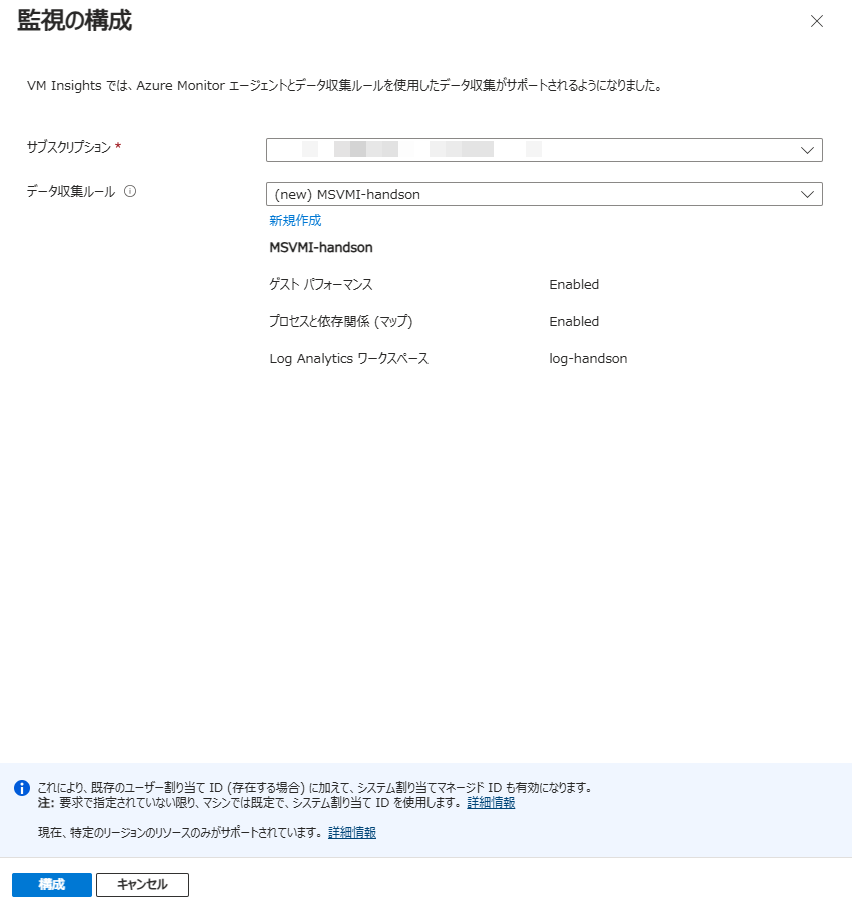 監視の構成
VM Insights では、Azure Monitor エージェントとデータ収集ルールを使用したデータ収集がサポートされるようになりました。
サブスクリプション *
データ収集ルール
(new) MSVMI-handson
新規作成
MSVMI-handson
ゲスト パフォーマンス Enabled
プロセスと依存関係 (マップ) Enabled
Log Analytics ワークスペース log-handson
これにより、既存のユーザー割り当て ID (存在する場合) に加えて、システム割り当てマネージド ID も有効になります。
注: 要求で指定されていない限り、マシンでは既定で、システム割り当て ID を使用します。 詳細情報
現在、特定のリージョンのリソースのみがサポートされています。 詳細情報
構成 キャンセル